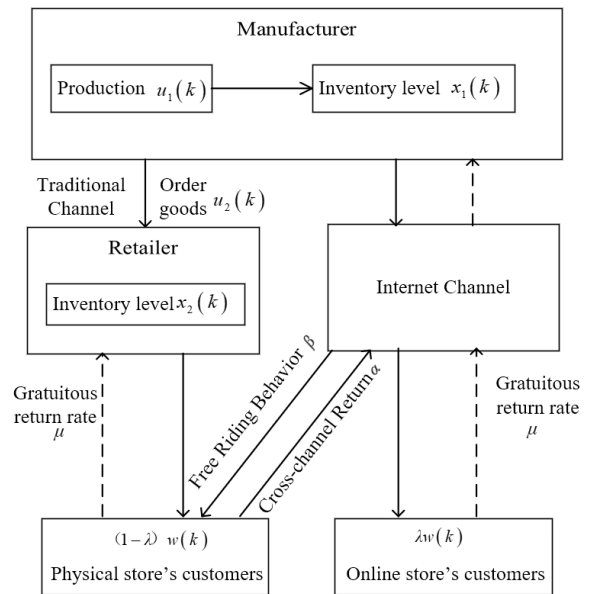 Manufacturer
Production u₁(k)
Inventory level x₁(k)
Traditional
Channel
Order
goods u₂(k)
Retailer
Inventory level x₂(k)
Internet Channel
Gratuitous
return rate
μ
Free Riding Behavior β
Cross-channel Return α
Gratuitous
return rate
μ
(1−λ) w(k)
Physical store's customers
λw(k)
Online store's customers